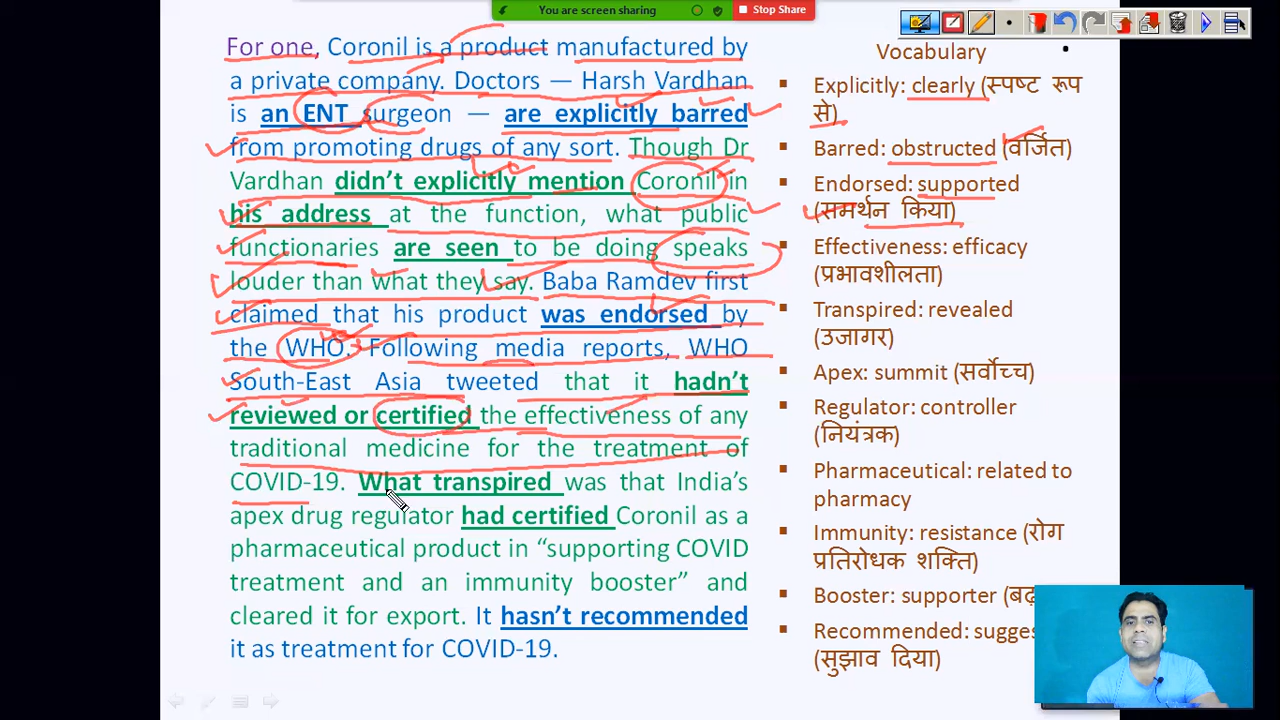 You are screen sharing
Stop Share
For one, Coronil is a product manufactured by
a private company. Doctors — Harsh Vardhan
is an ENT surgeon — are explicitly barred
from promoting drugs of any sort. Though Dr
Vardhan didn't explicitly mention Coronil in
his address at the function, what public
functionaries are seen to be doing speaks
louder than what they say. Baba Ramdev first
claimed that his product was endorsed by
the WHO. Following media reports, WHO
South-East Asia tweeted that it hadn't
reviewed or certified the effectiveness of any
traditional medicine for the treatment of
COVID-19. What transpired was that India's
apex drug regulator had certified Coronil as a
pharmaceutical product in “supporting COVID
treatment and an immunity booster” and
cleared it for export. It hasn't recommended
it as treatment for COVID-19.
Vocabulary
▪ Explicitly: clearly (स्पष्ट रूप
से)
▪ Barred: obstructed (वर्जित)
▪ Endorsed: supported
(समर्थन किया)
▪ Effectiveness: efficacy
(प्रभावशीलता)
▪ Transpired: revealed
(उजागर)
▪ Apex: summit (सर्वोच्च)
▪ Regulator: controller
(नियंत्रक)
▪ Pharmaceutical: related to
pharmacy
▪ Immunity: resistance (रोग
प्रतिरोधक शक्ति)
▪ Booster: supporter
▪ Recommended:
(सुझाव दिया)